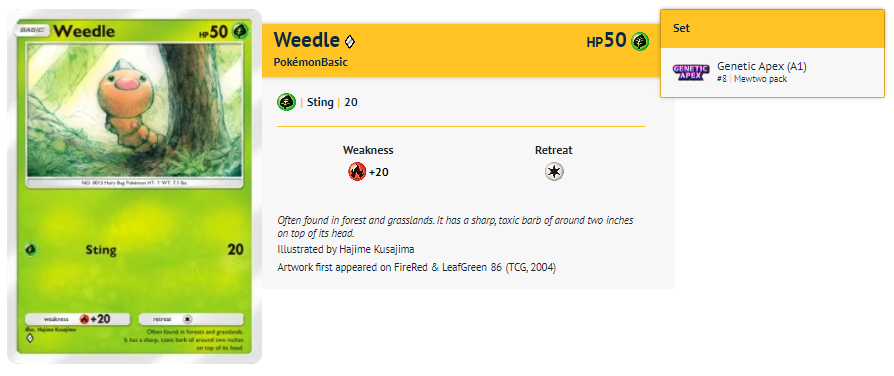 BASIC Weedle HP 50
NO. 0013 Hairy Bug Pokémon HT: 1' WT: 7.1 lbs.
Sting 20
weakness +20 retreat
Illus. Hajime Kusajima
Often found in forests and grasslands.
It has a sharp, toxic barb of around two inches
on top of its head.
Weedle HP 50
PokémonBasic
| Sting | 20
Weakness Retreat
+20
Often found in forest and grasslands. it has a sharp, toxic barb of around two inches
on top of its head.
Illustrated by Hajime Kusajima
Artwork first appeared on FireRed & LeafGreen 86 (TCG, 2004)
Set
GENETIC
APEX
Genetic Apex (A1)
#8 | Mewtwo pack